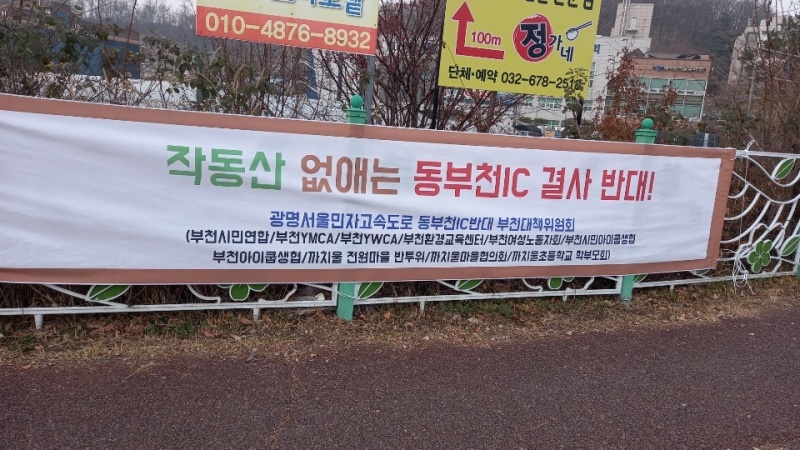 010-4876-8932
100m
정가네
단체·예약 032-678-251
작동산 없애는 동부천IC 결사 반대!
광명서울민자고속도로 동부천IC반대 부천대책위원회
(부천시민연합/부천YMCA/부천YWCA/부천환경교육센터/부천여성노동자회/부천시민아이쿱생협
부천아이쿱생협/까치울 전원마을 반투위/까치울마을협의회/까치울초등학교 학부모회)